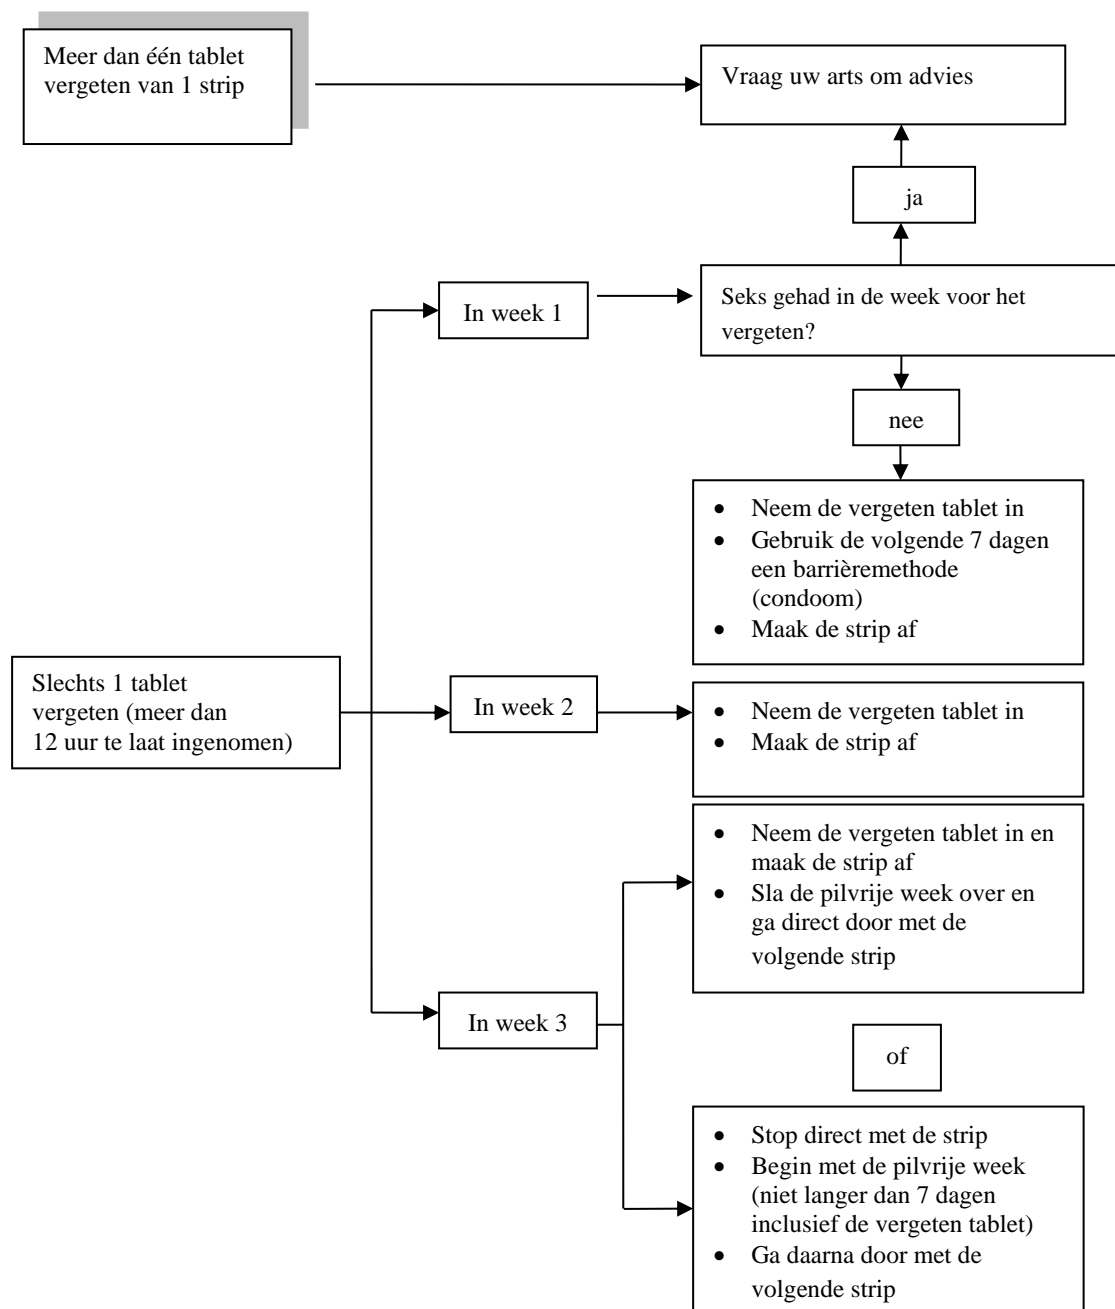 Meer dan één tablet
vergeten van 1 strip
Vraag uw arts om advies
ja
In week 1
Seks gehad in de week voor het
vergeten?
nee
• Neem de vergeten tablet in
• Gebruik de volgende 7 dagen
een barrièremethode
(condoom)
• Maak de strip af
Slechts 1 tablet
vergeten (meer dan
12 uur te laat ingenomen)
In week 2
• Neem de vergeten tablet in
• Maak de strip af
• Neem de vergeten tablet in en
maak de strip af
• Sla de pilvrije week over en
ga direct door met de
volgende strip
In week 3
of
• Stop direct met de strip
• Begin met de pilvrije week
(niet langer dan 7 dagen
inclusief de vergeten tablet)
• Ga daarna door met de
volgende strip